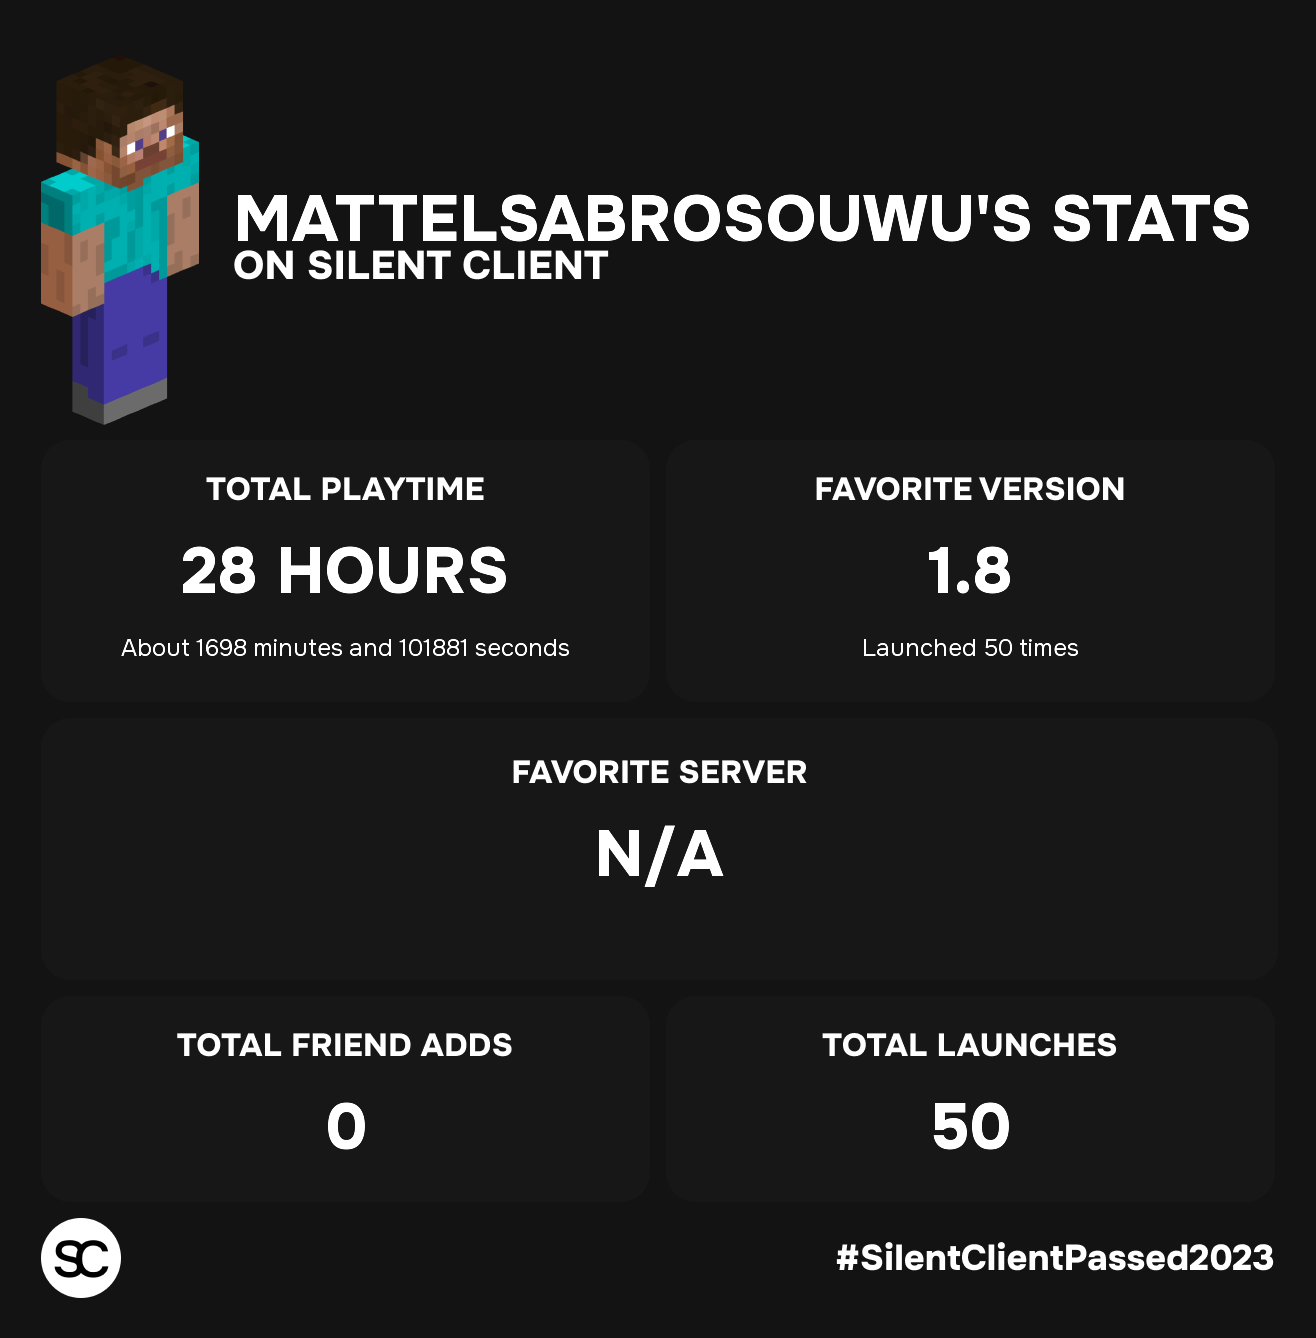 MATTELSABROSOUWU'S STATS
ON SILENT CLIENT
TOTAL PLAYTIME
28 HOURS
About 1698 minutes and 101881 seconds
FAVORITE VERSION
1.8
Launched 50 times
FAVORITE SERVER
N/A
TOTAL FRIEND ADDS
0
TOTAL LAUNCHES
50
SC
#SilentClientPassed2023